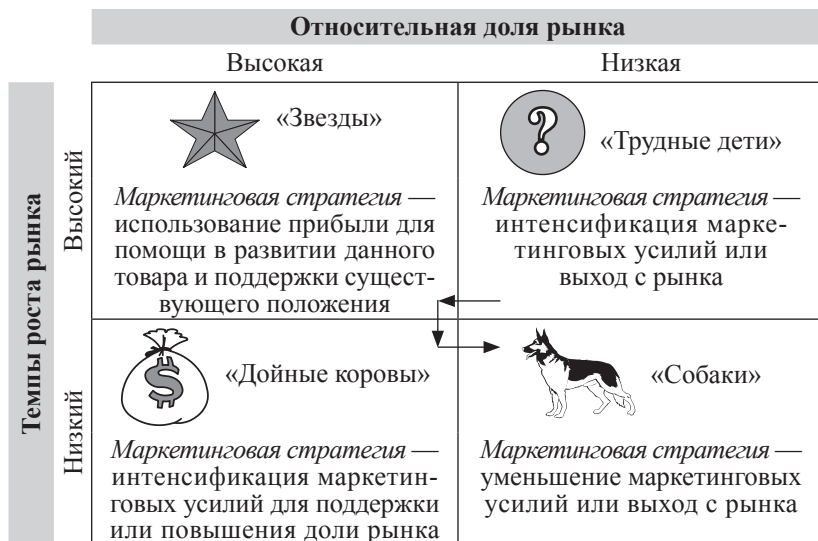 Относительная доля рынка
Высокая
Низкая
Темпы роста рынка
Высокий
«Звезды»
Маркетинговая стратегия —
использование прибыли для
помощи в развитии данного
товара и поддержки сущест-
вующего положения
?
«Трудные дети»
Маркетинговая стратегия —
интенсификация марке-
тинговых усилий или
выход с рынка
Низкий
$
«Дойные коровы»
Маркетинговая стратегия —
интенсификация маркетин-
говых усилий для поддержки
или повышения доли рынка
«Собаки»
Маркетинговая стратегия —
уменьшение маркетинговых
усилий или выход с рынка